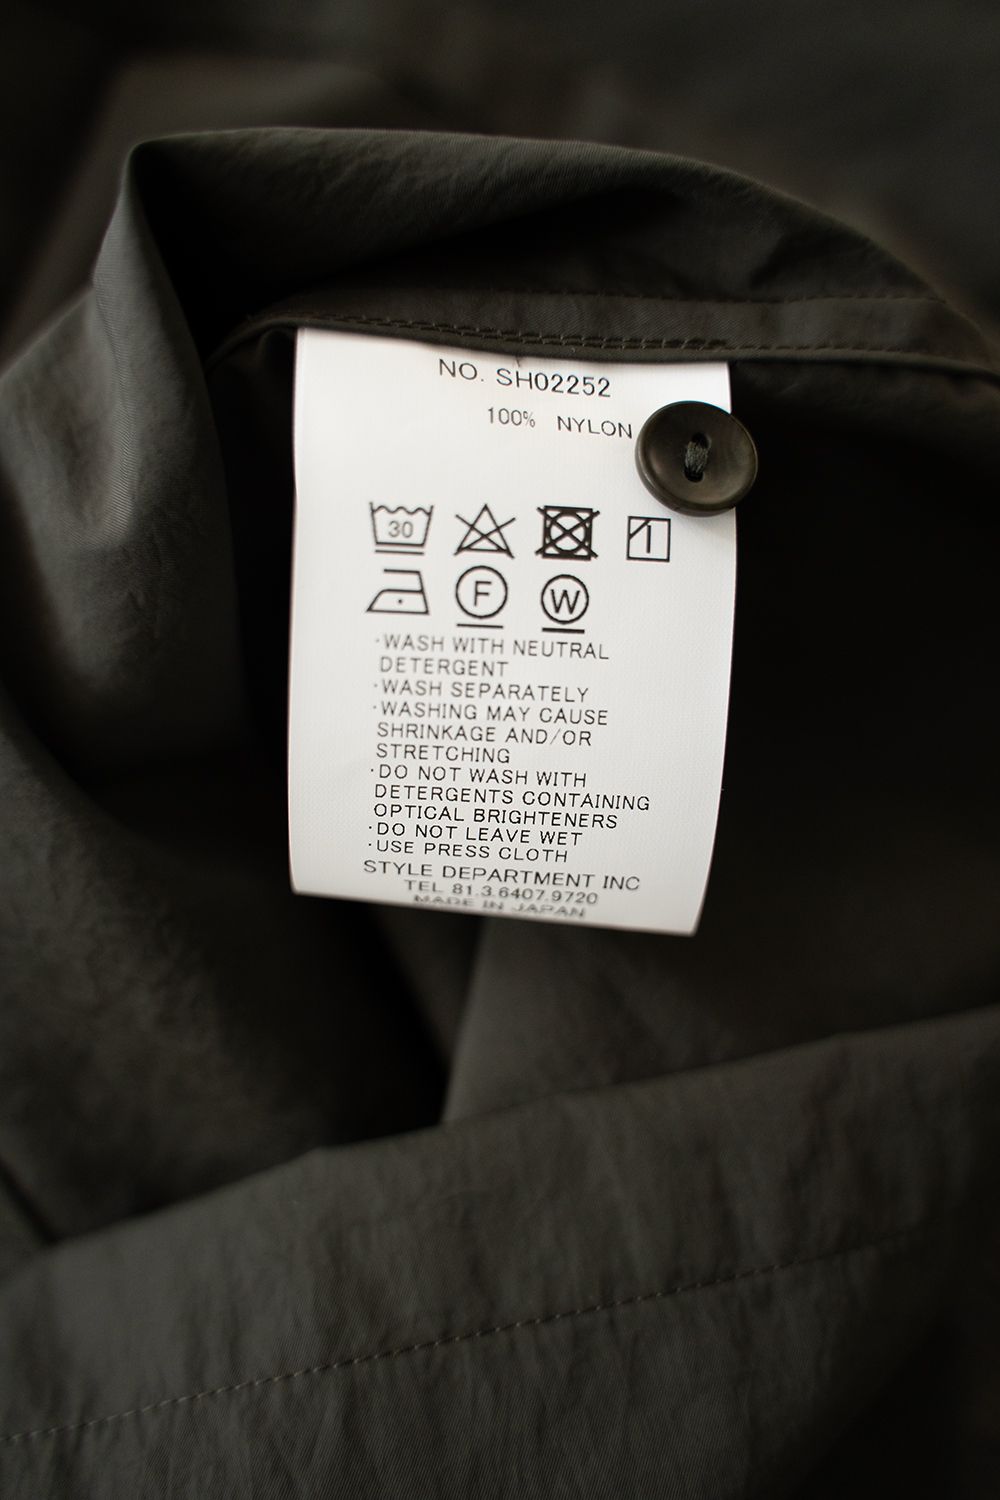 NO. SH02252
100% NYLON
30
F W
·WASH WITH NEUTRAL
DETERGENT
·WASH SEPARATELY
·WASHING MAY CAUSE
SHRINKAGE AND/OR
STRETCHING
·DO NOT WASH WITH
DETERGENTS CONTAINING
OPTICAL BRIGHTENERS
·DO NOT LEAVE WET
·USE PRESS CLOTH
STYLE DEPARTMENT INC
TEL 81.3.6407.9720
MADE IN JAPAN